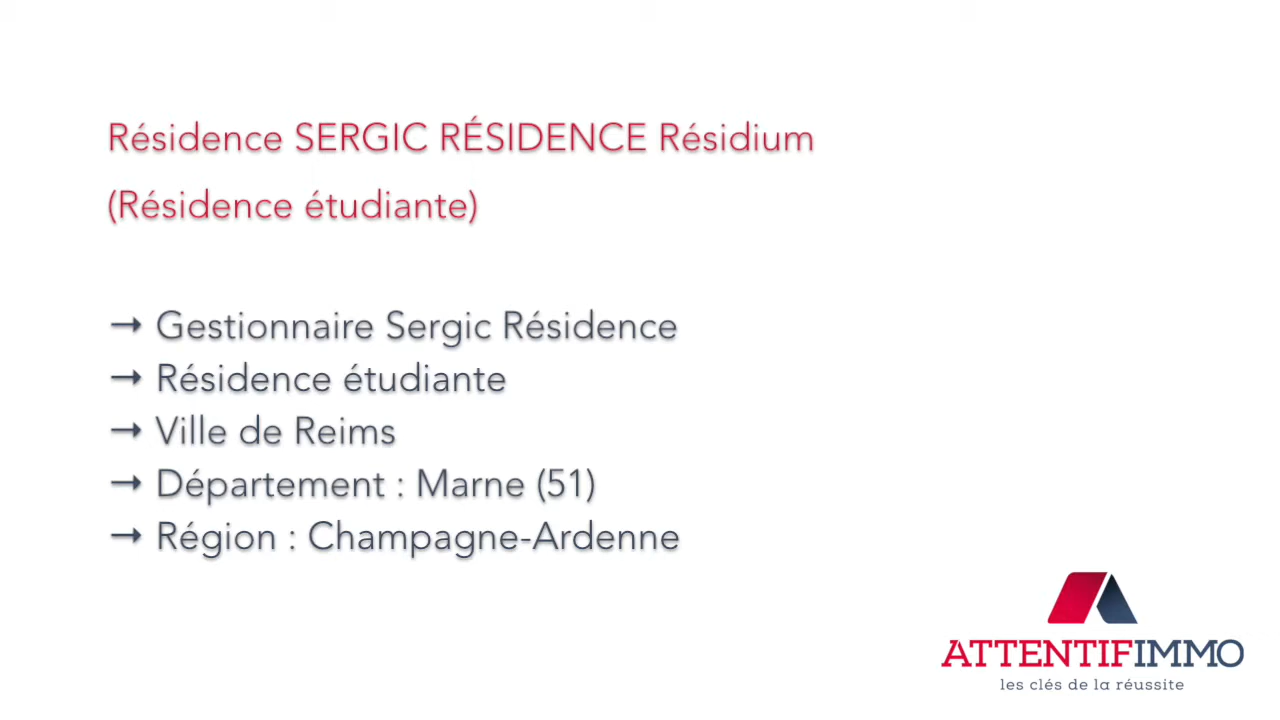 Résidence SERGIC RÉSIDENCE Résidium
(Résidence étudiante)
→ Gestionnaire Sergic Résidence
→ Résidence étudiante
→ Ville de Reims
→ Département : Marne (51)
→ Région : Champagne-Ardenne
ATTENTIFIMMO
les clés de la réussite